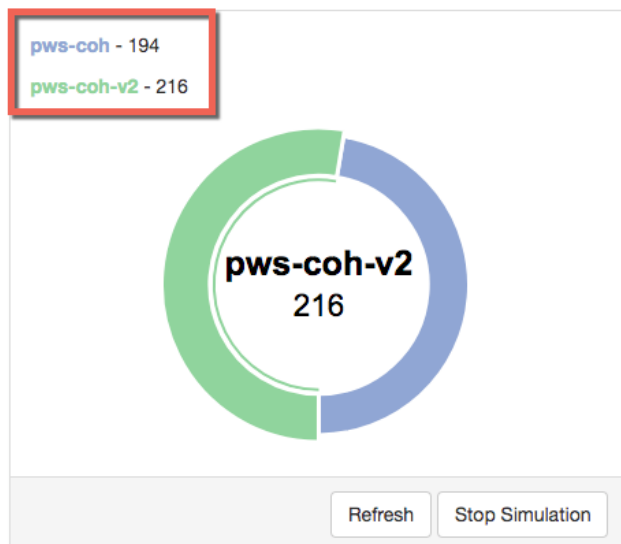 pws-coh - 194
pws-coh-v2 - 216
pws-coh-v2
216
Refresh
Stop Simulation